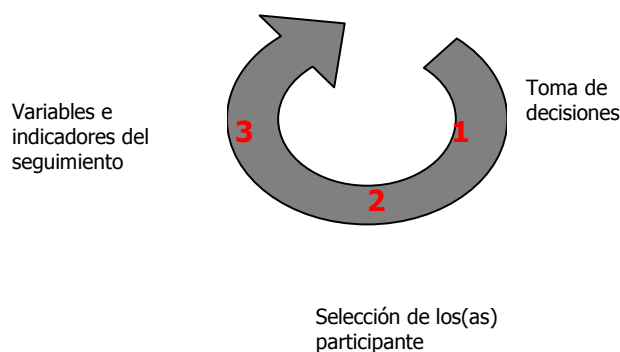 Toma de
decisiones
Variables e
indicadores del
seguimiento
3
1
2
Selección de los(as)
participante